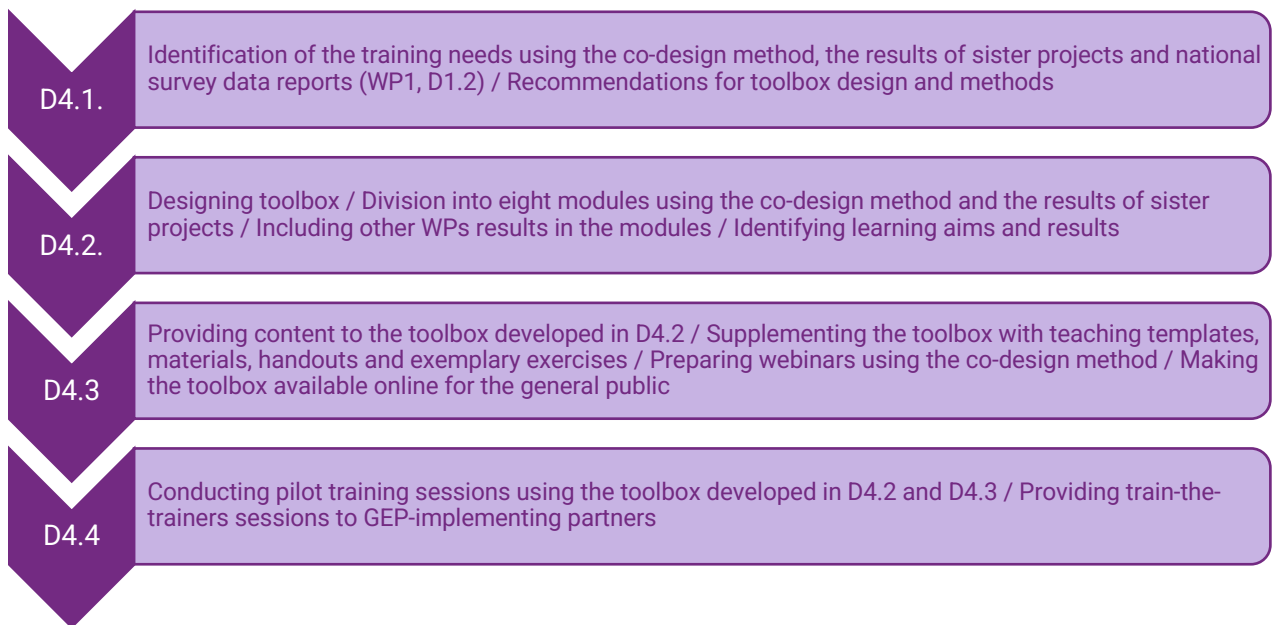 D4.1.
Identification of the training needs using the co-design method, the results of sister projects and national
survey data reports (WP1, D1.2) / Recommendations for toolbox design and methods
D4.2.
Designing toolbox / Division into eight modules using the co-design method and the results of sister
projects / Including other WPs results in the modules / Identifying learning aims and results
D4.3
Providing content to the toolbox developed in D4.2 / Supplementing the toolbox with teaching templates,
materials, handouts and exemplary exercises / Preparing webinars using the co-design method / Making
the toolbox available online for the general public
D4.4
Conducting pilot training sessions using the toolbox developed in D4.2 and D4.3 / Providing train-the-
trainers sessions to GEP-implementing partners